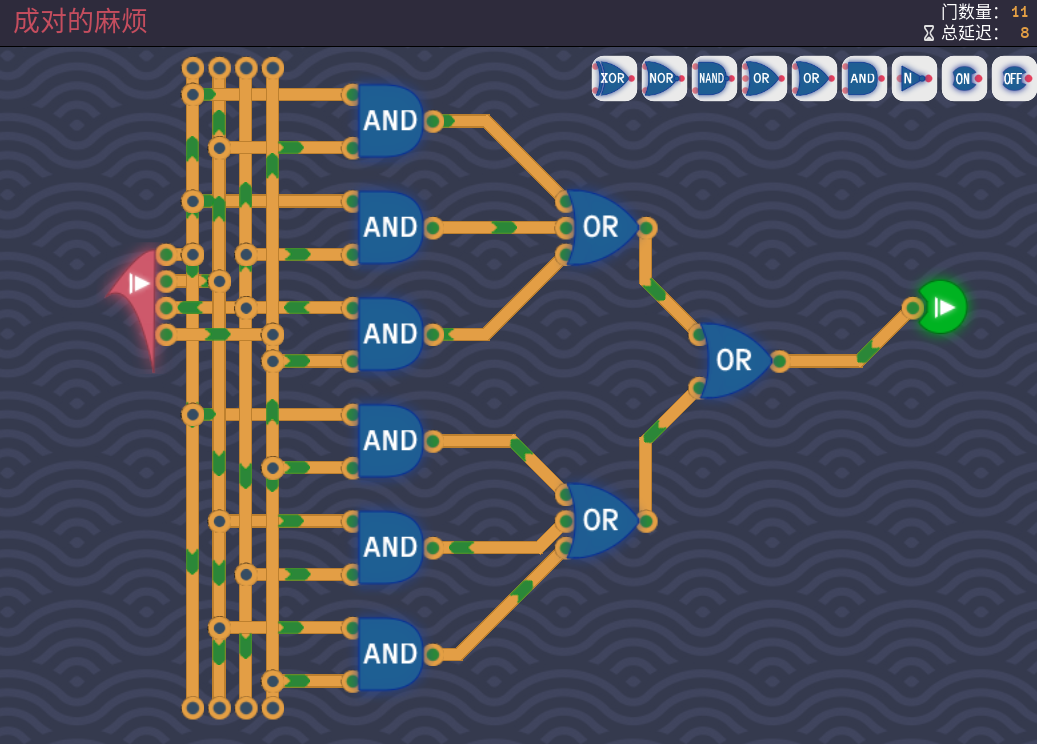 成对的麻烦
门数量: 11
总延迟: 8
XOR NOR NAND OR OR AND N ON OFF
AND
AND
OR
AND
OR
AND
OR
AND
AND